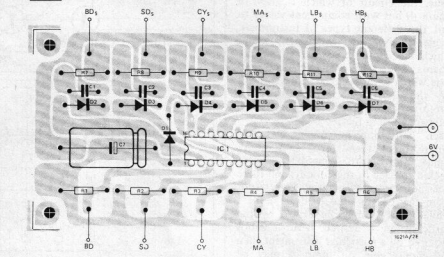 BD₅ SD₅ CY₅ MA₅ LB₅ HB₅
R7 R8 R9 R10 R11 R12
C1 C2 C3 C4 C5 C6
D2 D3 D4 D5 D6 D7
D1
0
C7
IC 1
6V
+
R1 R2 R3 R4 R5 R6
1621A/78
BD SD CY MA LB HB